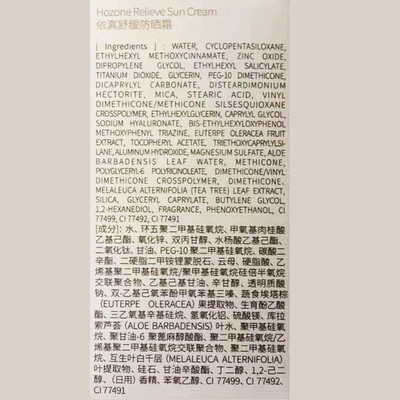 Hozone Relieve Sun Cream
依真舒缓防晒霜
[ Ingredients] : WATER, CYCLOPENTASILOXANE,
ETHYLHEXYL METHOXYCINNAMATE, ZINC OXIDE,
DIPROPYLENE GLYCOL, ETHYLHEXYL SALICYLATE,
TITANIUM DIOXIDE, GLYCERIN, PEG-10 DIMETHICONE,
DICAPRYLYL CARBONATE, DISTEARDIMONIUM
HECTORITE, MICA, STEARIC ACID, VINYL
DIMETHICONE/METHICONE SILSESQUIOXANE
CROSSPOLYMER, ETHYLHEXYLGLYCERIN, CAPRYLYL GLYCOL,
SODIUM HYALURONATE, BIS-ETHYLHEXYLOXYPHENOL
METHOXYPHENYL TRIAZINE, EUTERPE OLERACEA FRUIT
EXTRACT, TOCOPHERYL ACETATE, TRIETHOXYCAPRYLYLSI-
LANE, ALUMINUM HYDROXIDE, MAGNESIUM SULFATE, ALOE
BARBADENSIS LEAF WATER, METHICONE,
POLYGLYCERYL-6 POLYRICINOLEATE, DIMETHICONE/VINYL
DIMETHICONE CROSSPOLYMER, DIMETHICONE,
MELALEUCA ALTERNIFOLIA (TEA TREE) LEAF EXTRACT,
SILICA, GLYCERYL CAPRYLATE, BUTYLENE GLYCOL,
1,2-HEXANEDIOL, FRAGRANCE, PHENOXYETHANOL, CI
77499, CI 77492, CI 77491
[成分]: 水、环五聚二甲基硅氧烷、甲氧基肉桂酸
乙基己酯、氧化锌、双丙甘醇、水杨酸乙基己酯、
二氧化钛、甘油、PEG-10 聚二甲基硅氧烷、碳酸二
辛酯、二硬脂二甲铵锂蒙脱石、云母、硬脂酸、乙
烯基聚二甲基硅氧烷/聚甲基硅氧烷硅倍半氧烷
交联聚合物、乙基己基甘油、辛甘醇、透明质酸
钠、双-乙基己氧苯酚甲氧苯基三嗪、蔬食埃塔棕
(EUTERPE OLERACEA) 果提取物、生育酚乙酸
酯、三乙氧基辛基硅烷、氢氧化铝、硫酸镁、库拉
索芦荟 (ALOE BARBADENSIS) 叶水、聚甲基硅氧
烷、聚甘油-6 聚蓖麻醇酸酯、聚二甲基硅氧烷/乙
烯基聚二甲基硅氧烷交联聚合物、聚二甲基硅氧
烷、互生叶白千层 (MELALEUCA ALTERNIFOLIA)
叶提取物、硅石、甘油辛酸酯、丁二醇、1,2-己二
醇、(日用) 香精、苯氧乙醇、CI 77499, CI 77492、
CI 77491